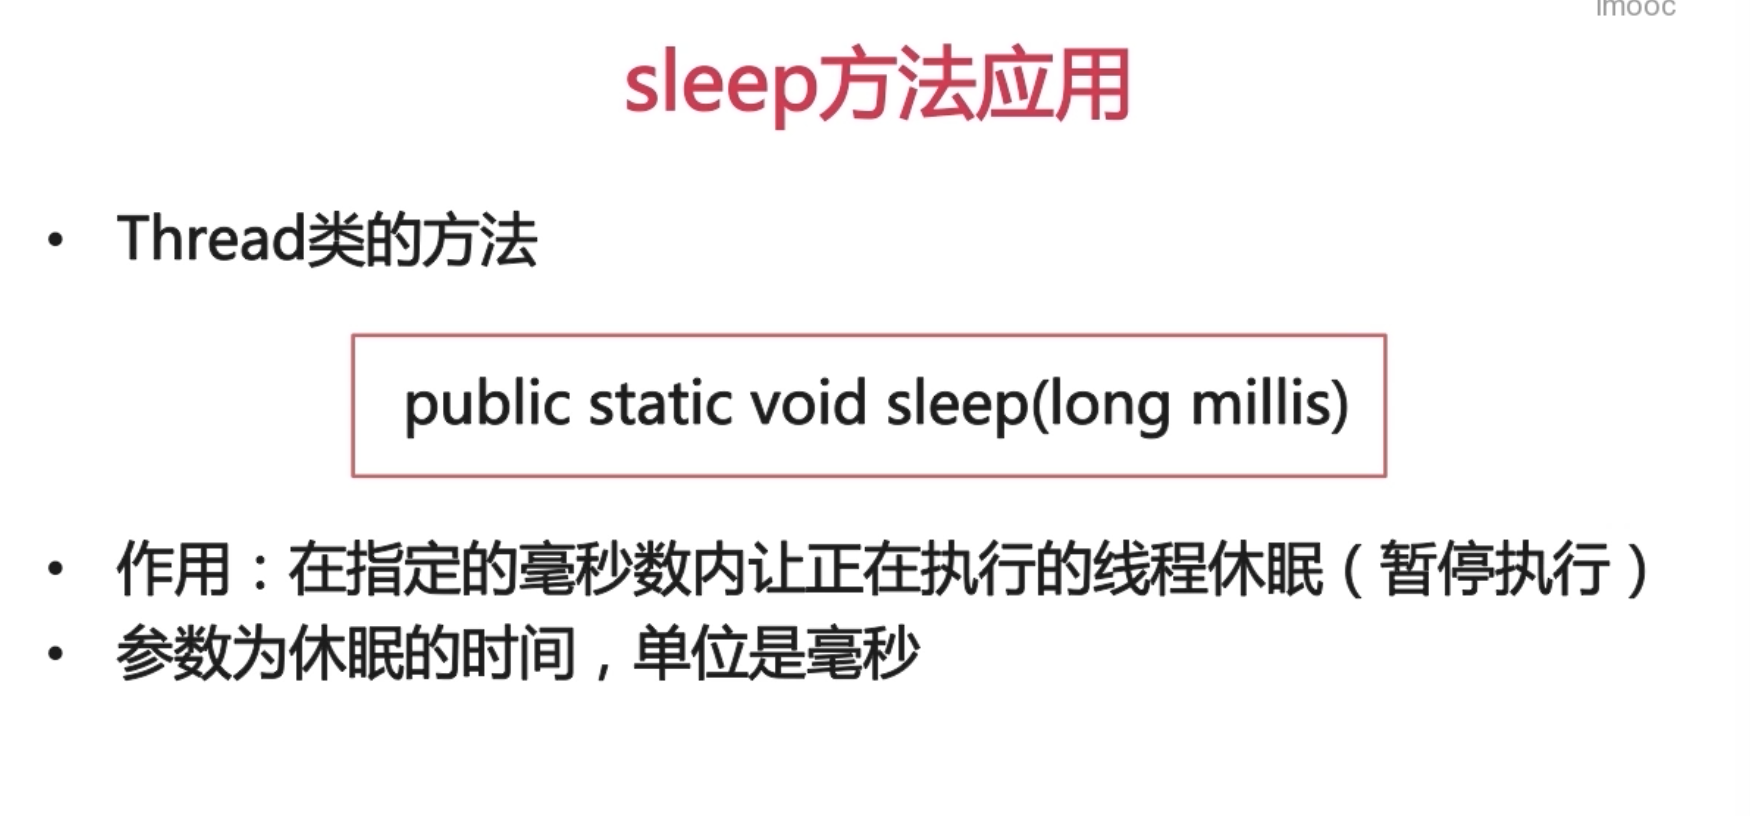 imooc
sleep方法应用
• Thread类的方法
public static void sleep(long millis)
• 作用：在指定的毫秒数内让正在执行的线程休眠（暂停执行）
• 参数为休眠的时间，单位是毫秒